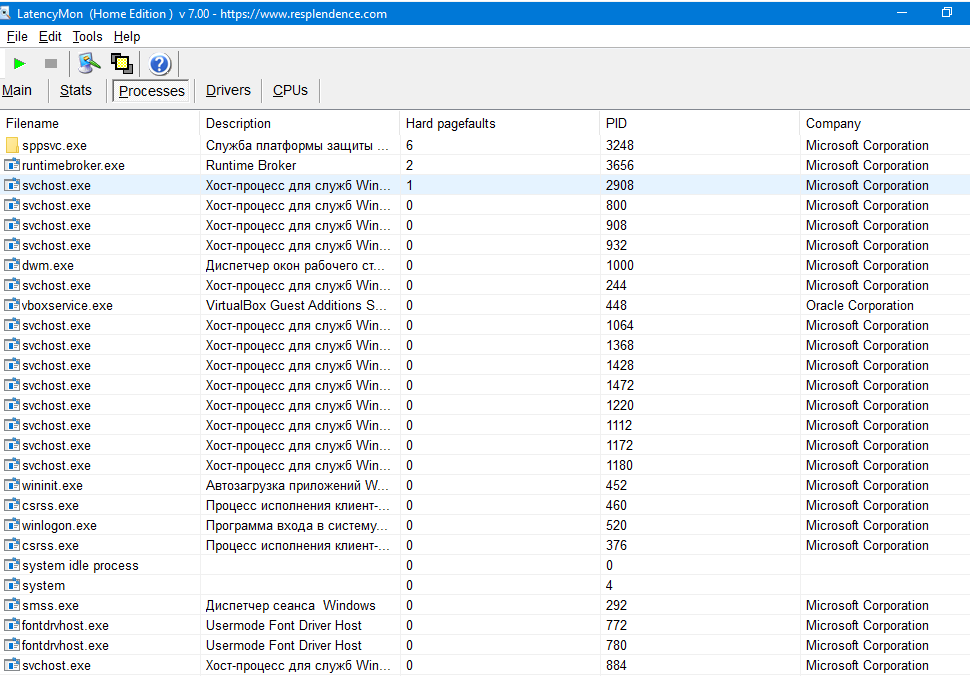 LatencyMon (Home Edition ) v 7.00 - https://www.resplendence.com
File Edit Tools Help
Main Stats Processes Drivers CPUs
Filename Description Hard pagefaults PID Company
sppsvc.exe Служба платформы защиты ... 6 3248 Microsoft Corporation
runtimebroker.exe Runtime Broker 2 3656 Microsoft Corporation
svchost.exe Хост-процесс для служб Win... 1 2908 Microsoft Corporation
svchost.exe Хост-процесс для служб Win... 0 800 Microsoft Corporation
svchost.exe Хост-процесс для служб Win... 0 908 Microsoft Corporation
svchost.exe Хост-процесс для служб Win... 0 932 Microsoft Corporation
dwm.exe Диспетчер окон рабочего ст... 0 1000 Microsoft Corporation
svchost.exe Хост-процесс для служб Win... 0 244 Microsoft Corporation
vboxservice.exe VirtualBox Guest Additions S... 0 448 Oracle Corporation
svchost.exe Хост-процесс для служб Win... 0 1064 Microsoft Corporation
svchost.exe Хост-процесс для служб Win... 0 1368 Microsoft Corporation
svchost.exe Хост-процесс для служб Win... 0 1428 Microsoft Corporation
svchost.exe Хост-процесс для служб Win... 0 1472 Microsoft Corporation
svchost.exe Хост-процесс для служб Win... 0 1220 Microsoft Corporation
svchost.exe Хост-процесс для служб Win... 0 1112 Microsoft Corporation
svchost.exe Хост-процесс для служб Win... 0 1172 Microsoft Corporation
svchost.exe Хост-процесс для служб Win... 0 1180 Microsoft Corporation
wininit.exe Автозагрузка приложений W... 0 452 Microsoft Corporation
csrss.exe Процесс исполнения клиент-... 0 460 Microsoft Corporation
winlogon.exe Программа входа в систему... 0 520 Microsoft Corporation
csrss.exe Процесс исполнения клиент-... 0 376 Microsoft Corporation
system idle process 0 0
system 0 4
smss.exe Диспетчер сеанса Windows 0 292 Microsoft Corporation
fontdrvhost.exe Usermode Font Driver Host 0 772 Microsoft Corporation
fontdrvhost.exe Usermode Font Driver Host 0 780 Microsoft Corporation
svchost.exe Хост-процесс для служб Win... 0 884 Microsoft Corporation